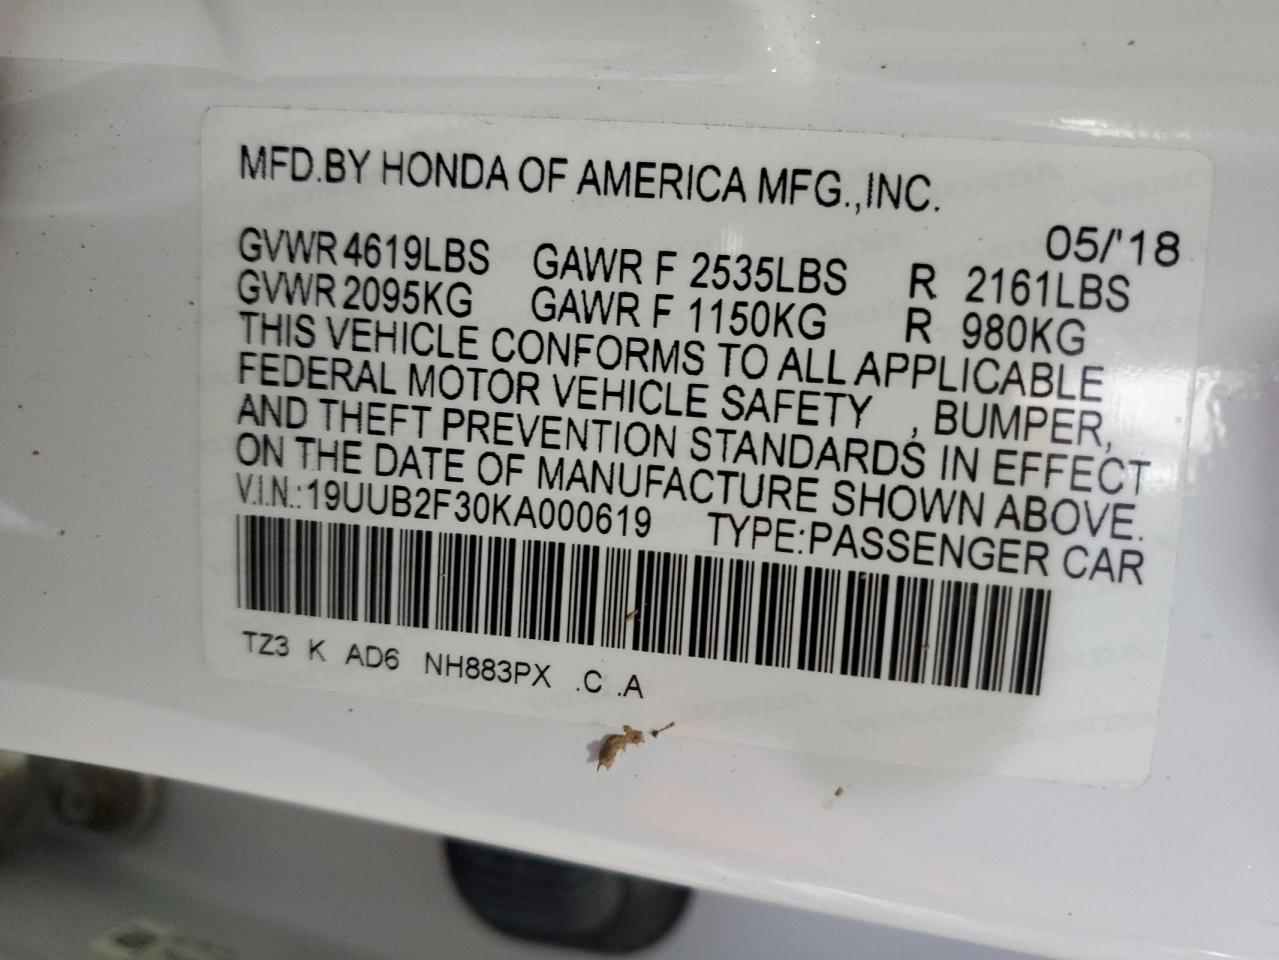 MFD.BY HONDA OF AMERICA MFG.,INC.
05/'18
GVWR 4619LBS GAWR F 2535LBS R 2161LBS
GVWR 2095KG GAWR F 1150KG R 980KG
THIS VEHICLE CONFORMS TO ALL APPLICABLE
FEDERAL MOTOR VEHICLE SAFETY , BUMPER,
AND THEFT PREVENTION STANDARDS IN EFFECT
ON THE DATE OF MANUFACTURE SHOWN ABOVE.
V.I.N.:19UUB2F30KA000619 TYPE:PASSENGER CAR
TZ3 K AD6 NH883PX .C .A